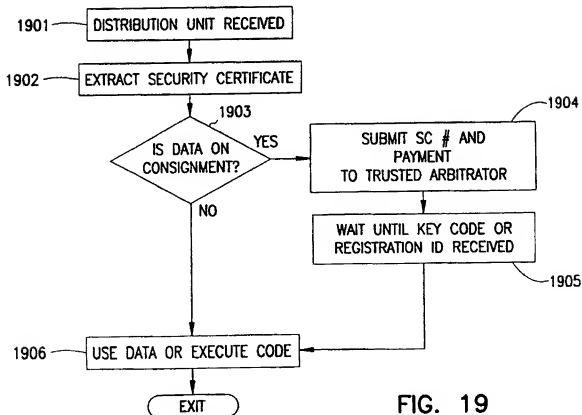 1901
DISTRIBUTION UNIT RECEIVED
1902
EXTRACT SECURITY CERTIFICATE
1903
IS DATA ON
CONSIGNMENT?
YES
NO
1904
SUBMIT SC # AND
PAYMENT
TO TRUSTED ARBITRATOR
WAIT UNTIL KEY CODE OR
REGISTRATION ID RECEIVED
1905
1906
USE DATA OR EXECUTE CODE
EXIT
FIG. 19